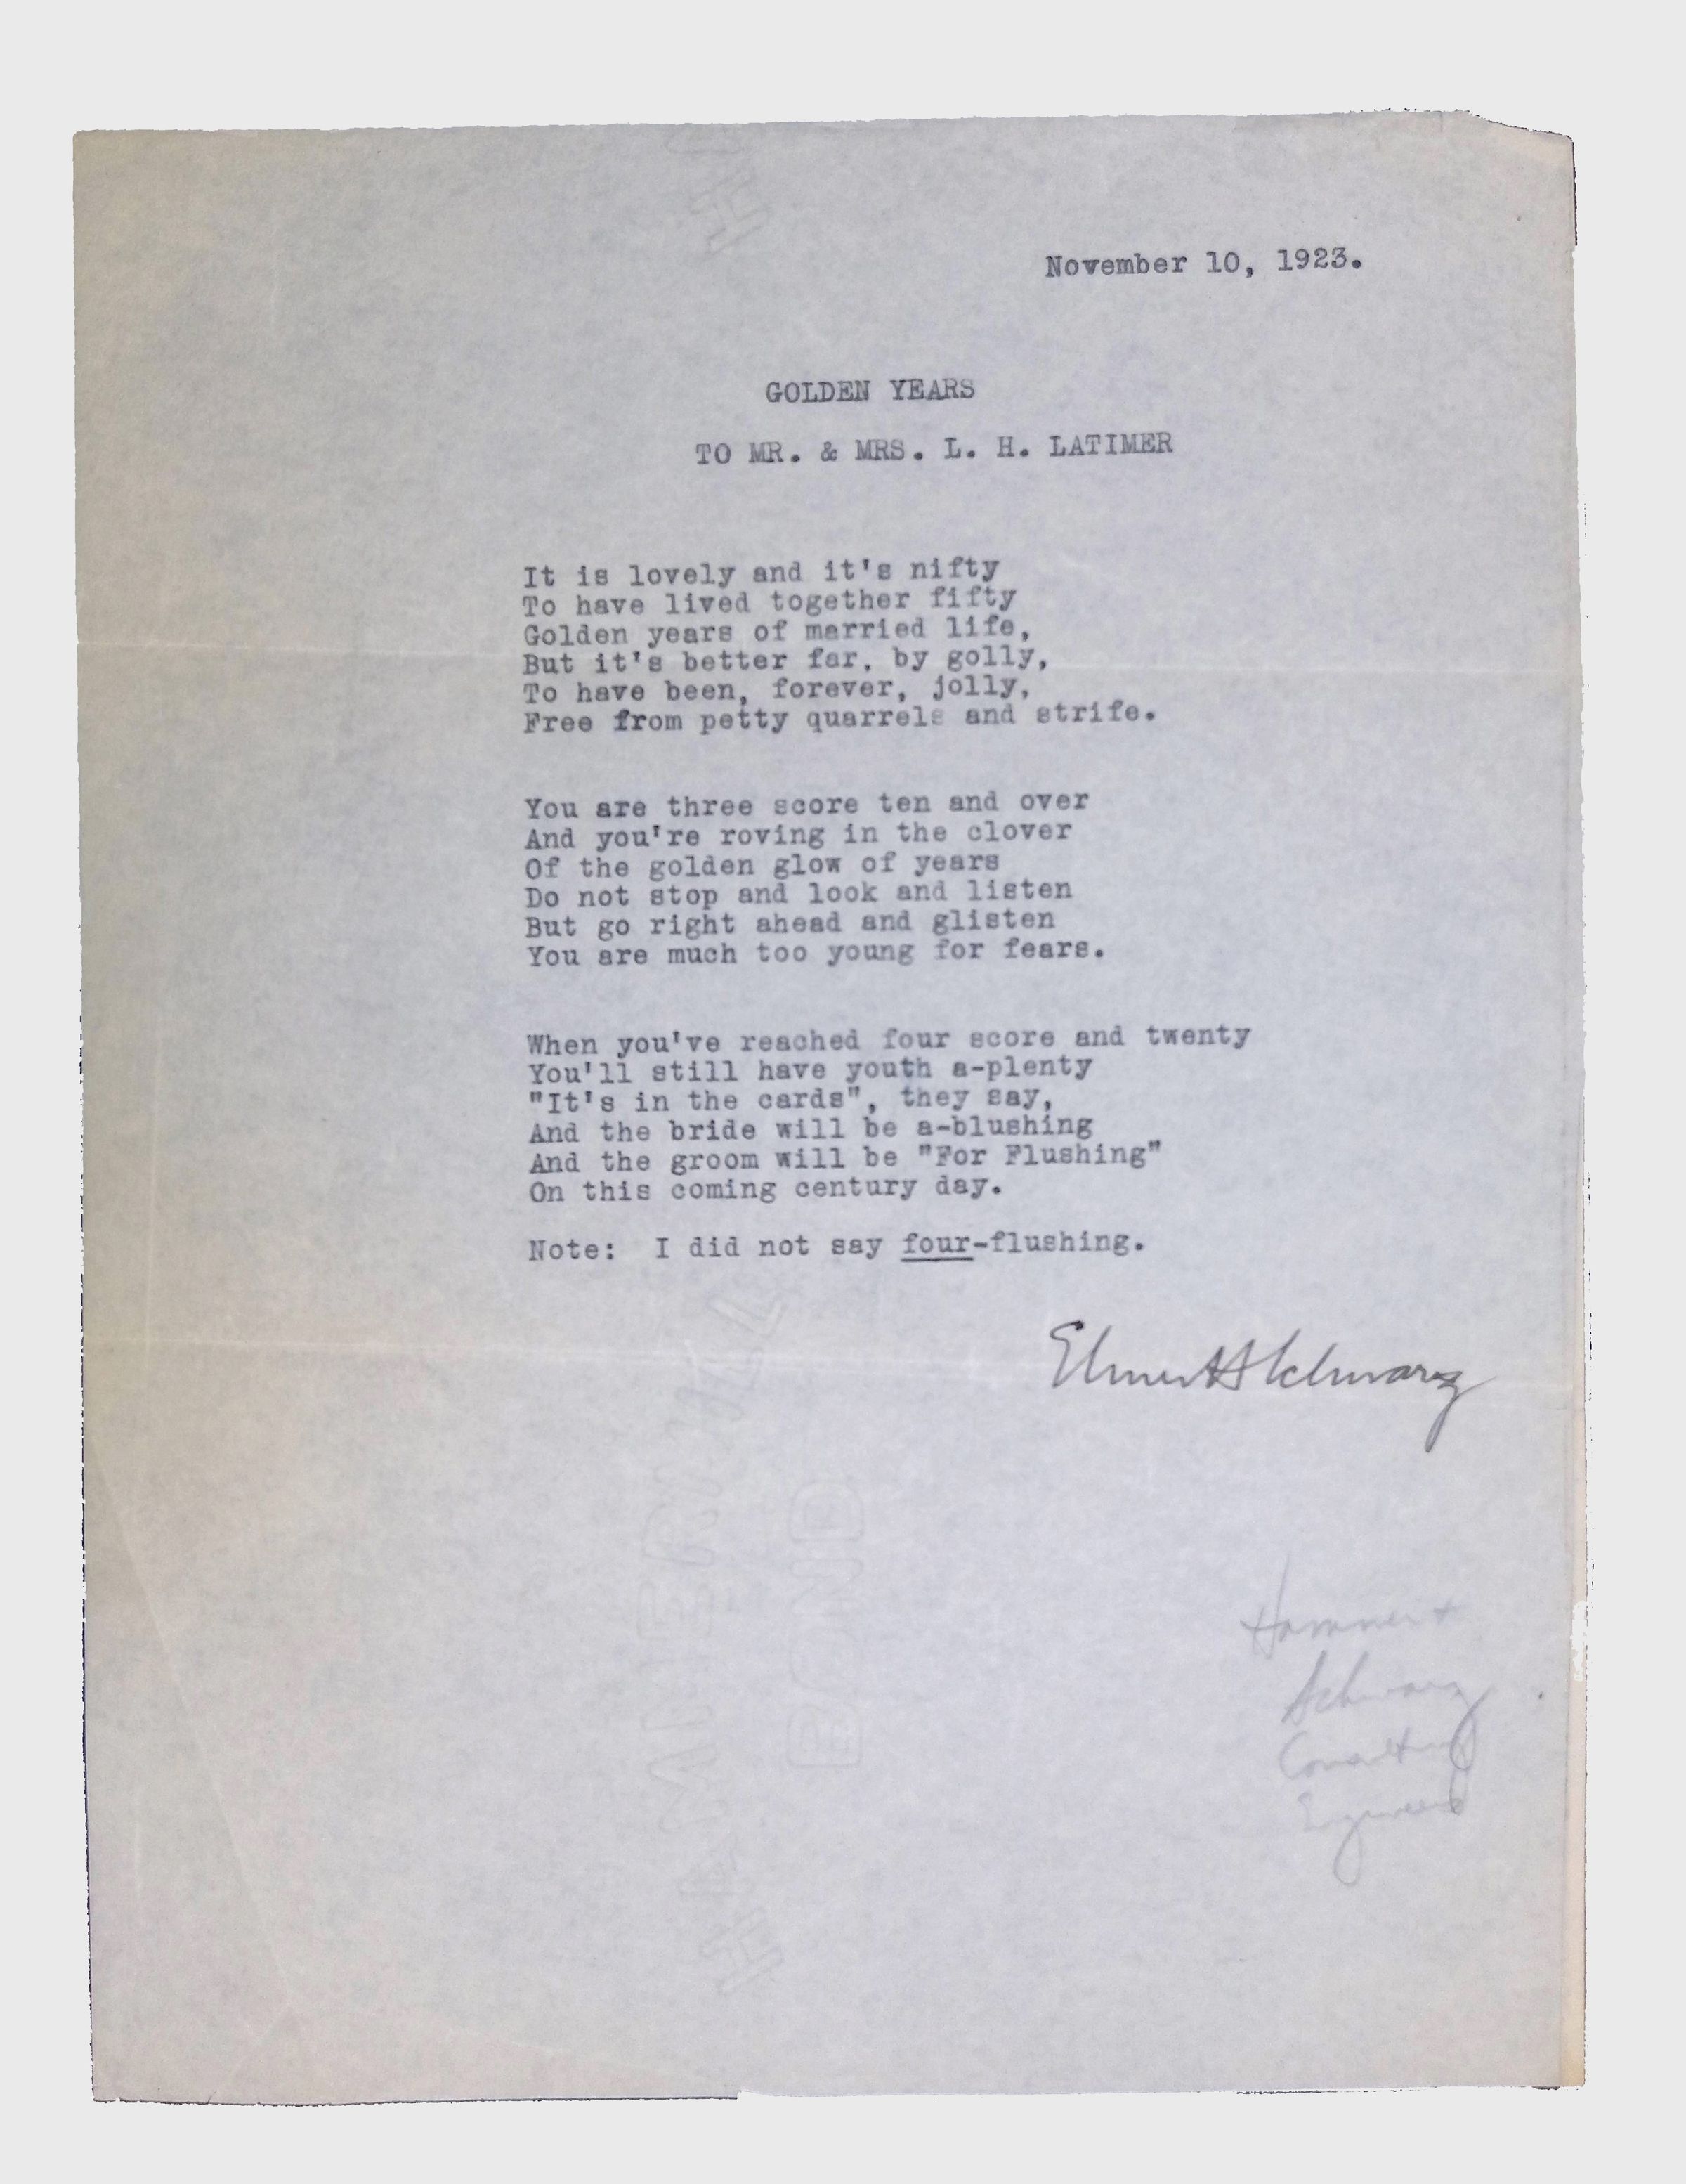 November 10, 1923.
GOLDEN YEARS
TO MR. & MRS. L. H. LATIMER
It is lovely and it's nifty
To have lived together fifty
Golden years of married life,
But it's better far, by golly,
To have been, forever, jolly,
Free from petty quarrels and strife.
You are three score ten and over
And you're roving in the clover
Of the golden glow of years
Do not stop and look and listen
But go right ahead and glisten
You are much too young for fears.
When you've reached four score and twenty
You'll still have youth a-plenty
"It's in the cards", they say,
And the bride will be a-blushing
And the groom will be "For Flushing"
On this coming century day.
Note: I did not say four-flushing.
Elmer H Schwarz
Hammer +
Schwarz
Consulting
Engineers
HAMMERMILL
BOND